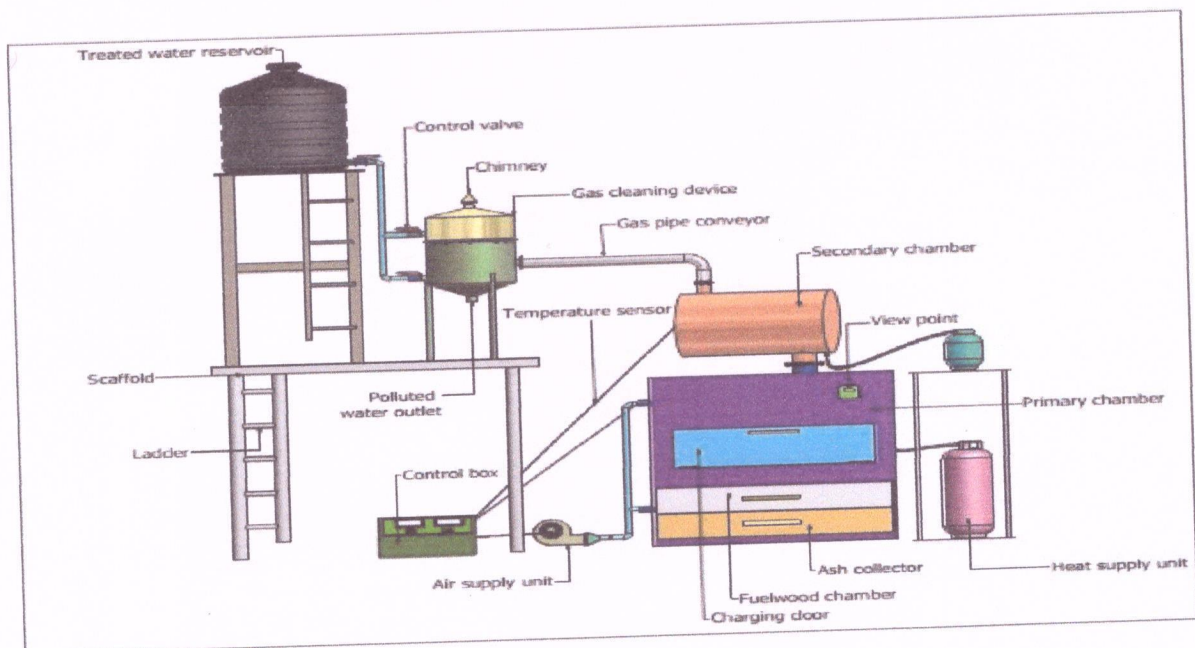 Treated water reservoir
Control valve
Chimney
Gas cleaning device
Gas pipe conveyor
Secondary chamber
Temperature sensor
View point
Scaffold
Polluted
water outlet
Primary chamber
Ladder
Control box
Air supply unit
Ash collector
Heat supply unit
Fuelwood chamber
Charging door